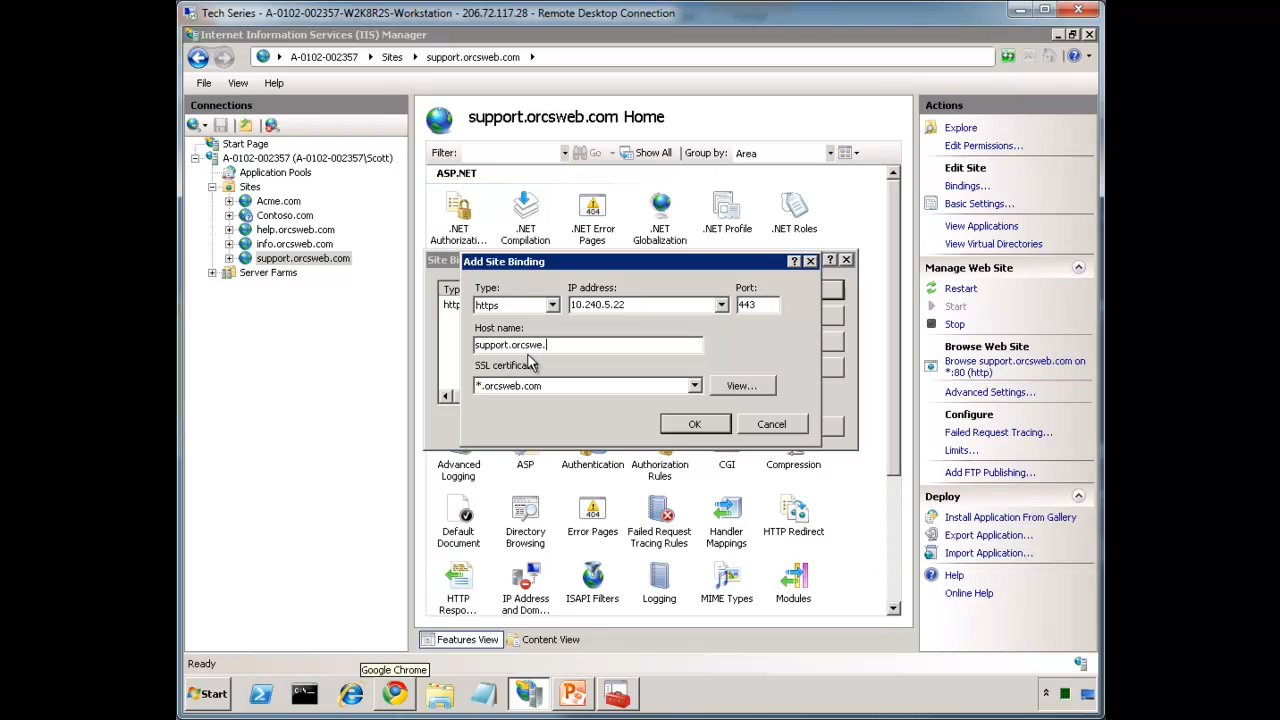 Tech Series - A-0102-002357-W2K8R2S-Workstation - 206.72.117.28 - Remote Desktop Connection
Internet Information Services (IIS) Manager
A-0102-002357 Sites support.orcsweb.com
File View Help
Connections
Start Page
A-0102-002357 (A-0102-002357\Scott)
Application Pools
Sites
Acme.com
Contoso.com
help.orcsweb.com
info.orcsweb.com
support.orcsweb.com
Server Farms
support.orcsweb.com Home
Filter: Go Show All Group by: Area
ASP.NET
.NET Authorizati...
.NET Compilation
.NET Error Pages
.NET Globalization
.NET Profile
.NET Roles
Site Bi
Typ
http
Add Site Binding
Type: IP address: Port:
https 10.240.5.22 443
Host name:
support.orcswe.
SSL certificate
*.orcsweb.com View...
OK Cancel
Advanced Logging
ASP
Authentication
Authorization Rules
CGI
Compression
Default Document
Directory Browsing
Error Pages
Failed Request Tracing Rules
Handler Mappings
HTTP Redirect
HTTP Respo...
IP Address and Dom...
ISAPI Filters
Logging
MIME Types
Modules
Features View Content View
Actions
Explore
Edit Permissions...
Edit Site
Bindings...
Basic Settings...
View Applications
View Virtual Directories
Manage Web Site
Restart
Start
Stop
Browse Web Site
Browse support.orcsweb.com on
*:80 (http)
Advanced Settings...
Configure
Failed Request Tracing...
Limits...
Add FTP Publishing...
Deploy
Install Application From Gallery
Export Application...
Import Application...
Help
Online Help
Ready
Google Chrome
Start